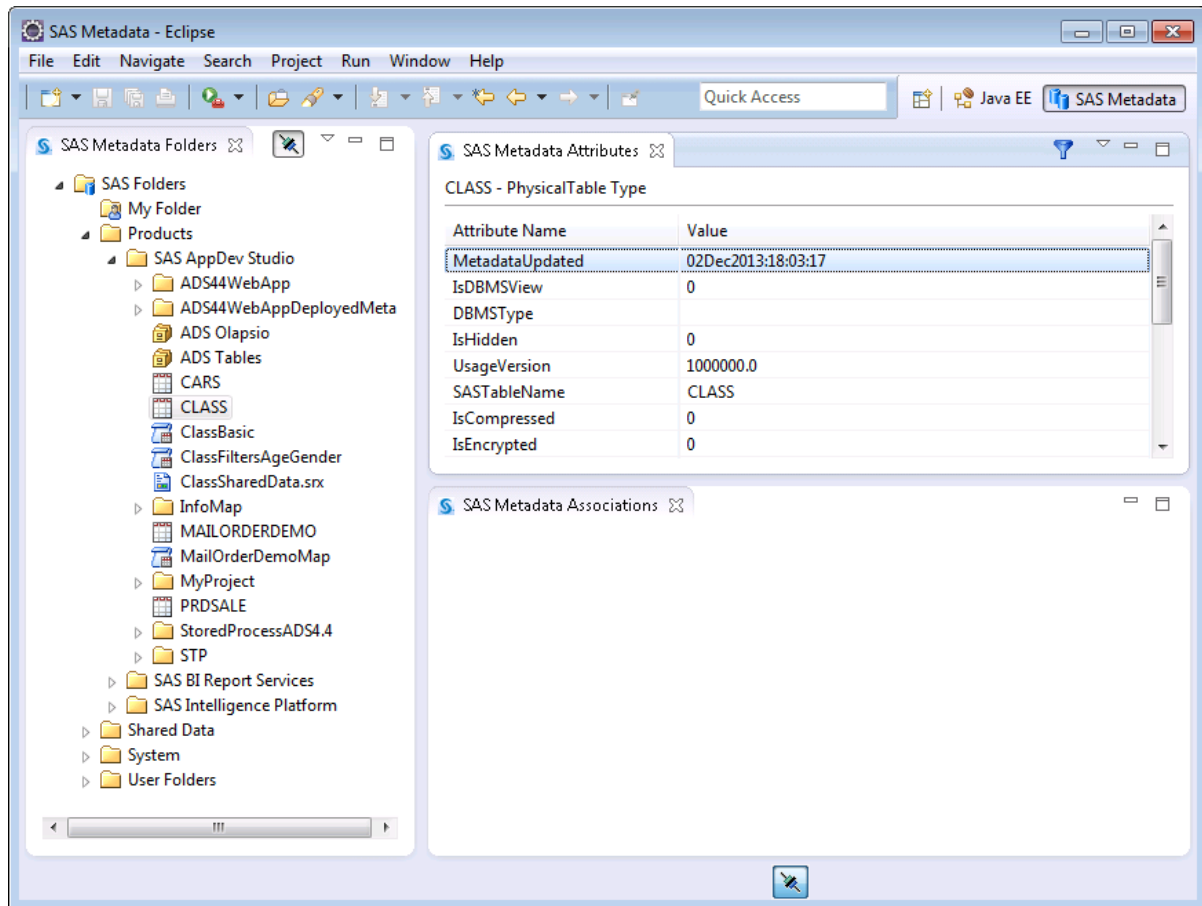 SAS Metadata - Eclipse
File Edit Navigate Search Project Run Window Help
Quick Access
Java EE
SAS Metadata
SAS Metadata Folders
SAS Folders
My Folder
Products
SAS AppDev Studio
ADS44WebApp
ADS44WebAppDeployedMeta
ADS Olapsio
ADS Tables
CARS
CLASS
ClassBasic
ClassFiltersAgeGender
ClassSharedData.srx
InfoMap
MAILORDERDEMO
MailOrderDemoMap
MyProject
PRDSALE
StoredProcessADS4.4
STP
SAS BI Report Services
SAS Intelligence Platform
Shared Data
System
User Folders
SAS Metadata Attributes
CLASS - PhysicalTable Type
Attribute Name Value
MetadataUpdated 02Dec2013:18:03:17
IsDBMSView 0
DBMSType
IsHidden 0
UsageVersion 1000000.0
SASTableName CLASS
IsCompressed 0
IsEncrypted 0
SAS Metadata Associations